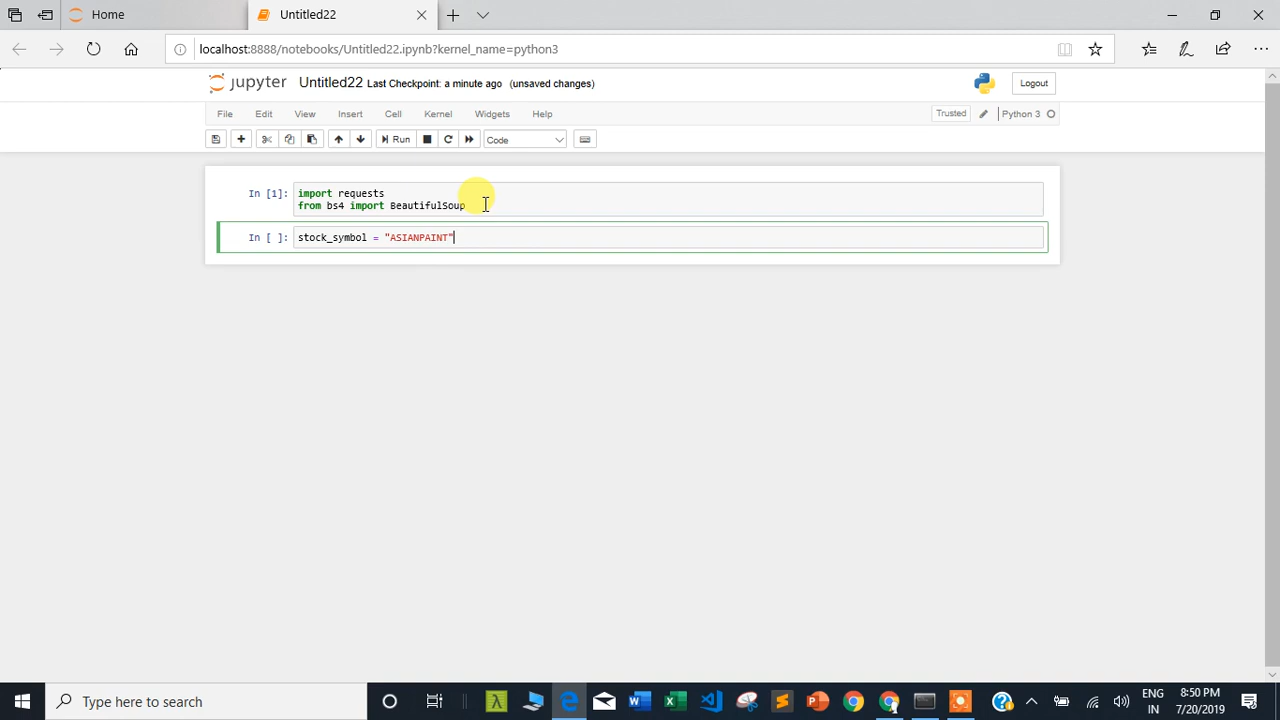 Home
Untitled22
localhost:8888/notebooks/Untitled22.ipynb?kernel_name=python3
jupyter Untitled22 Last Checkpoint: a minute ago (unsaved changes)
Logout
File Edit View Insert Cell Kernel Widgets Help
Trusted Python 3
Run Code
In [1]: import requests
from bs4 import BeautifulSoup
In [ ]: stock_symbol = "ASIANPAINT"
Type here to search
ENG
IN
8:50 PM
7/20/2019